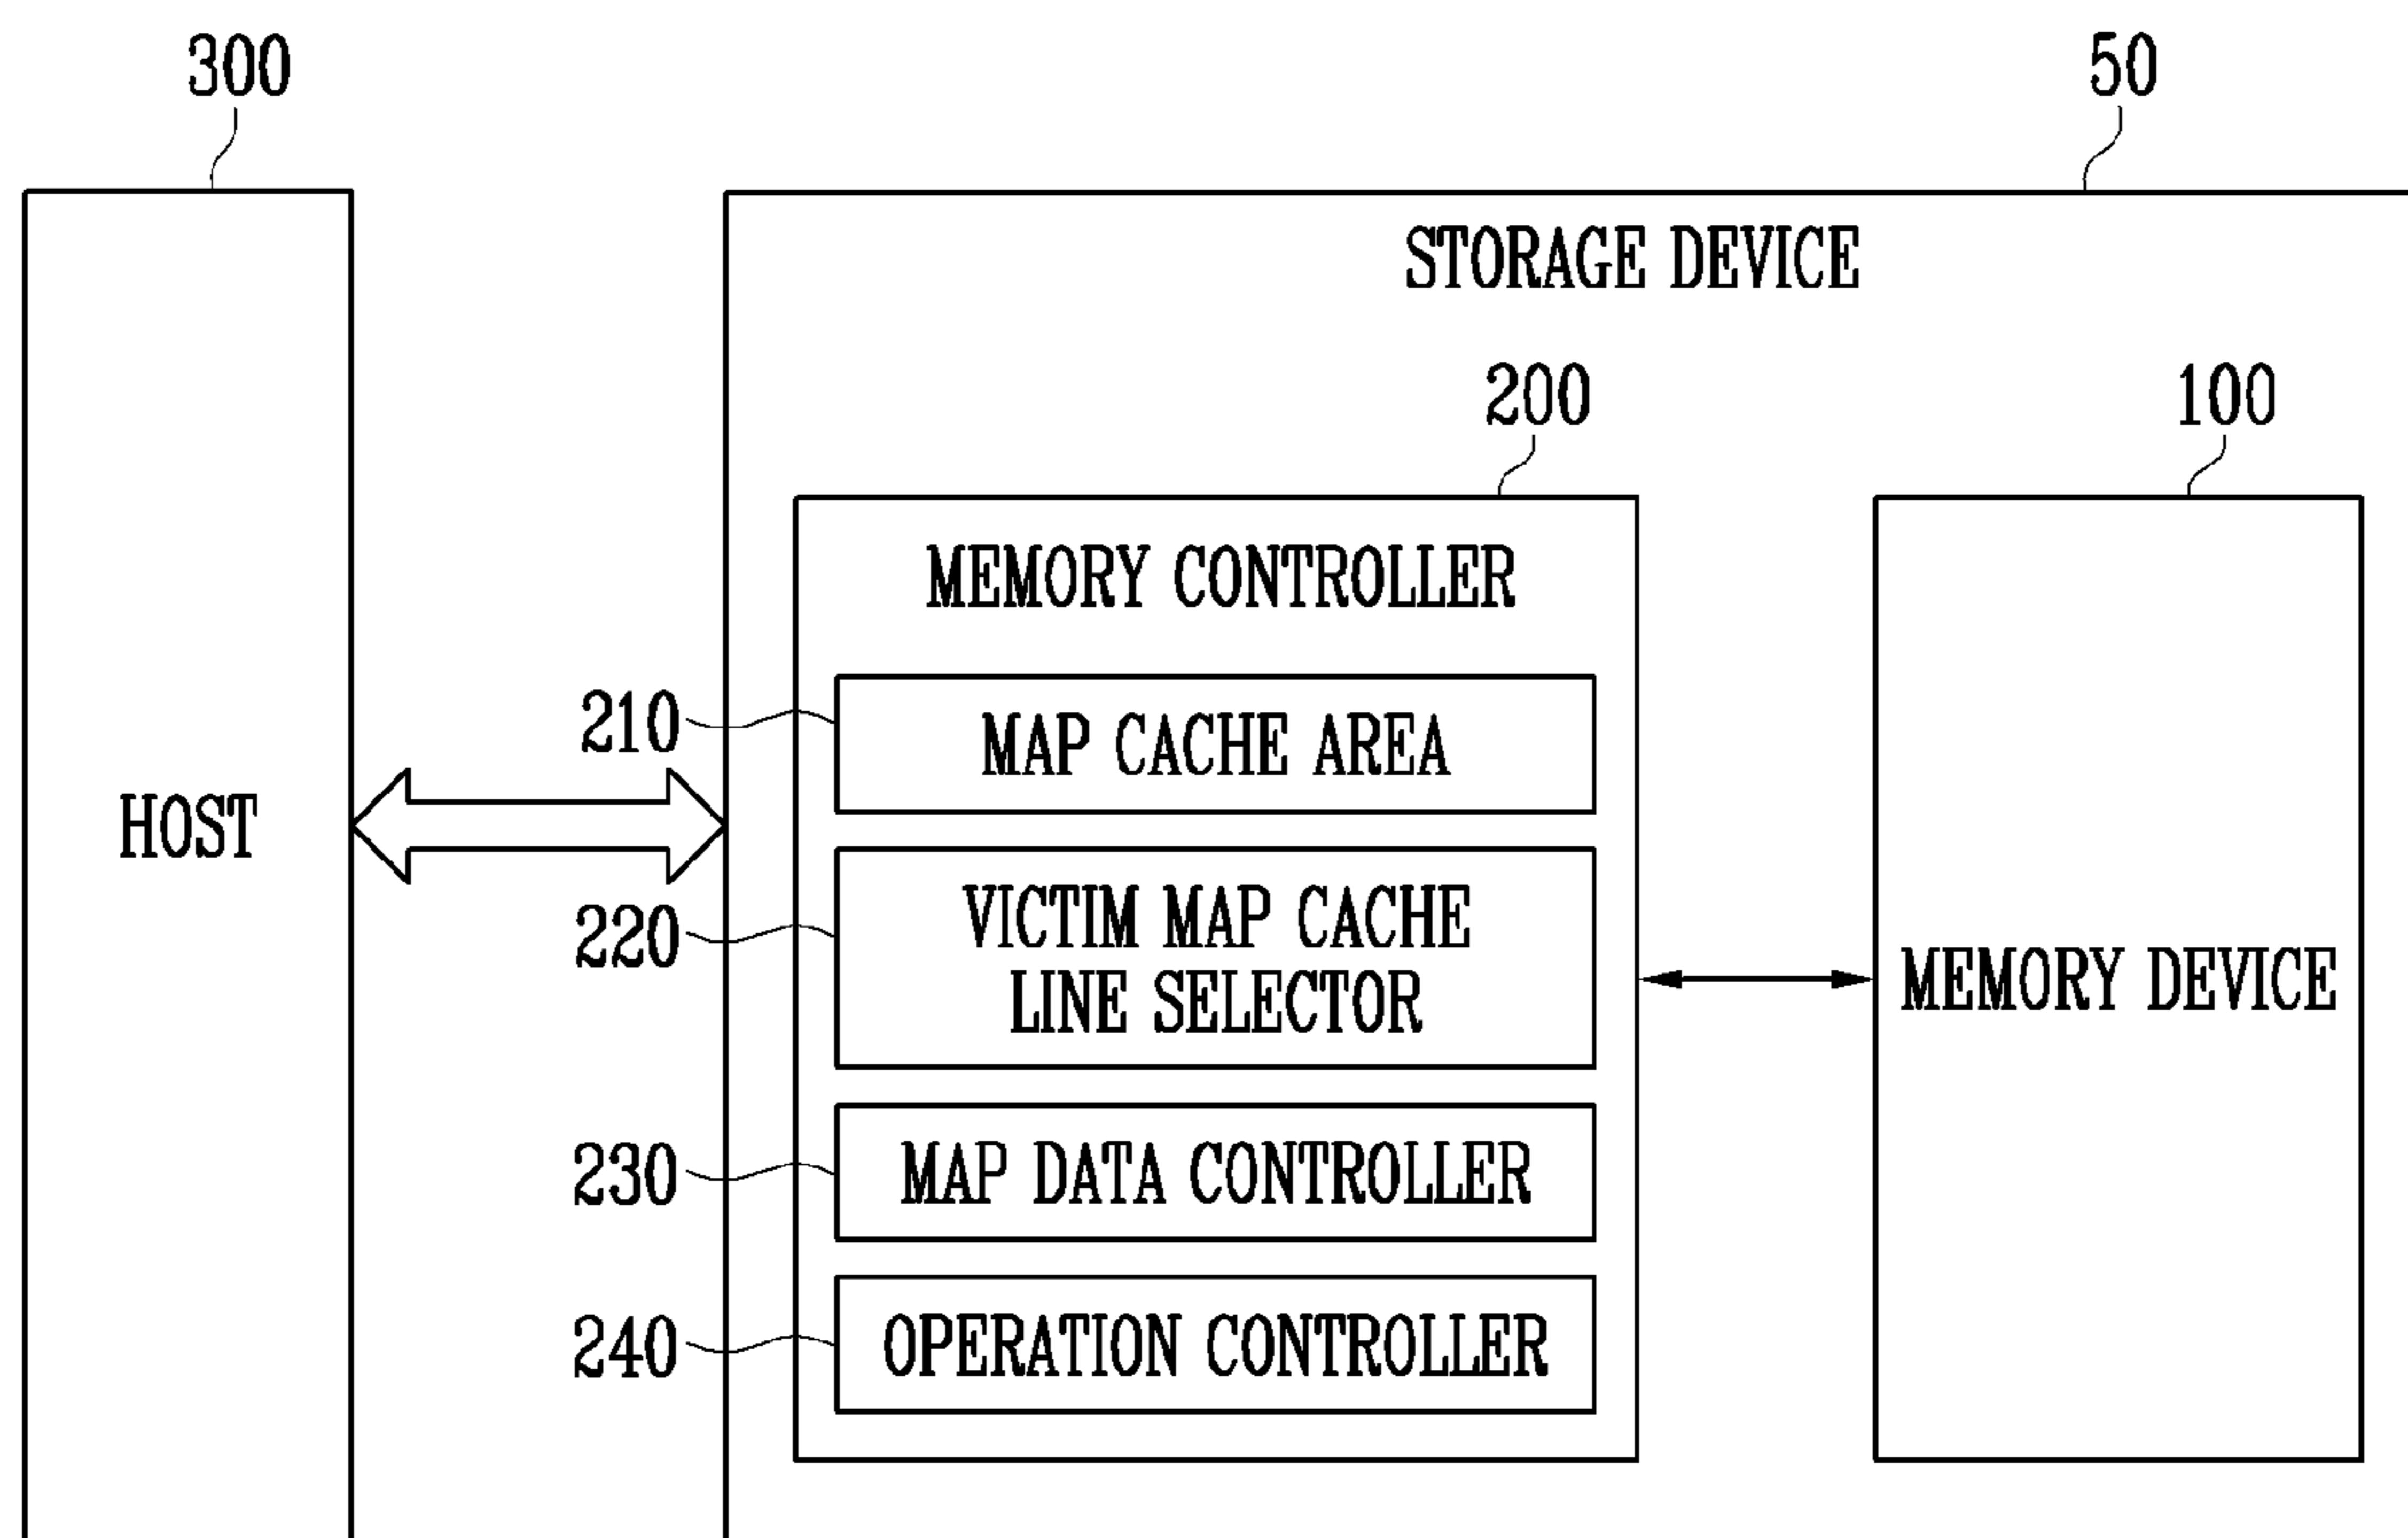 300
50
STORAGE DEVICE
200
100
MEMORY CONTROLLER
210
MAP CACHE AREA
HOST
220
VICTIM MAP CACHE
LINE SELECTOR
MEMORY DEVICE
230
MAP DATA CONTROLLER
240
OPERATION CONTROLLER